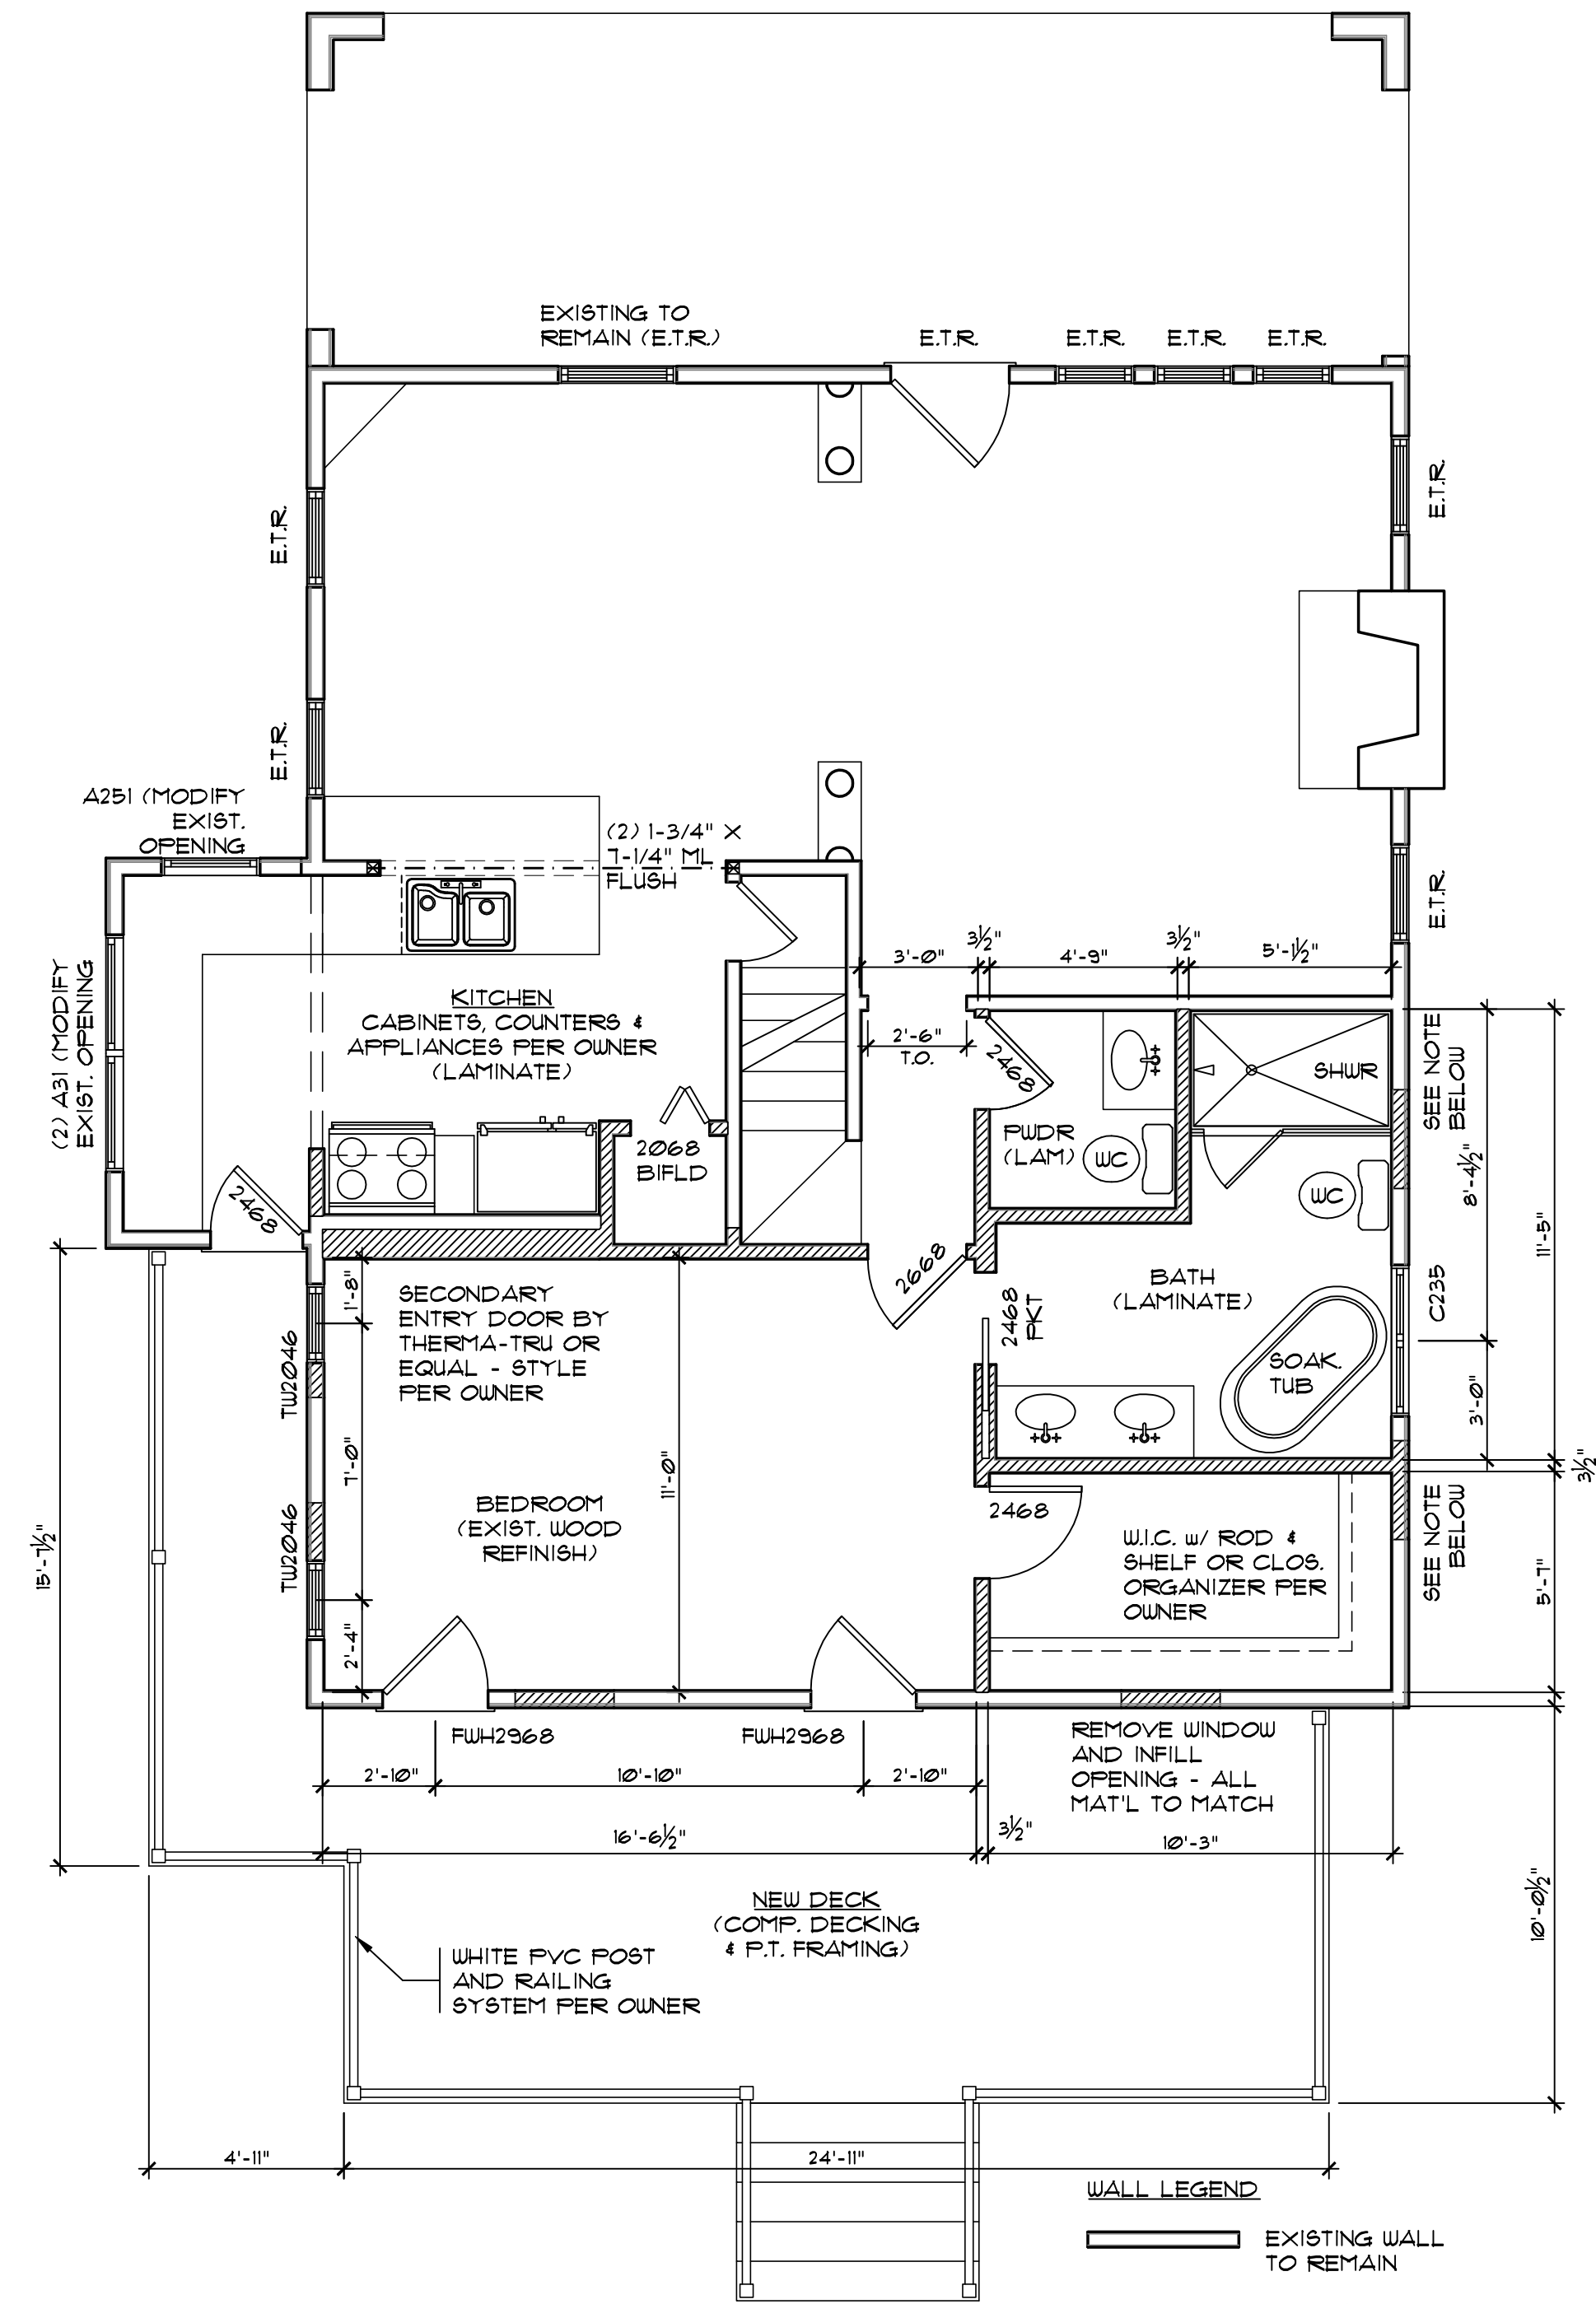 EXISTING TO
REMAIN (E.T.R.)
E.T.R.
E.T.R.
E.T.R.
E.T.R.
E.T.R.
E.T.R.
E.T.R.
E.T.R.
A251 (MODIFY
EXIST.
OPENING
(2) 1-3/4" X
7-1/4" ML
FLUSH
(2) A31 (MODIFY
EXIST. OPENING
3'-0"
3½"
4'-9"
3½"
5'-1½"
KITCHEN
CABINETS, COUNTERS &
APPLIANCES PER OWNER
(LAMINATE)
2'-6"
T.O.
2468
SHWR
SEE NOTE
BELOW
PWDR
(LAM)
WC
WC
2068
BIFLD
8'-4½"
11'-5"
2468
2668
1'-8"
SECONDARY
ENTRY DOOR BY
THERMA-TRU OR
EQUAL - STYLE
PER OWNER
2468
PKT
BATH
(LAMINATE)
C235
TW2046
SOAK.
TUB
3'-0"
7'-0"
11'-0"
3½"
TW2046
BEDROOM
(EXIST. WOOD
REFINISH)
2468
W.I.C. w/ ROD &
SHELF OR CLOS.
ORGANIZER PER
OWNER
SEE NOTE
BELOW
5'-7"
15'-7½"
2'-4"
FWH2968
FWH2968
REMOVE WINDOW
AND INFILL
OPENING - ALL
MAT'L TO MATCH
2'-10"
10'-10"
2'-10"
16'-6½"
3½"
10'-3"
NEW DECK
(COMP. DECKING
& P.T. FRAMING)
10'-0½"
WHITE PVC POST
AND RAILING
SYSTEM PER OWNER
4'-11"
24'-11"
WALL LEGEND
EXISTING WALL
TO REMAIN